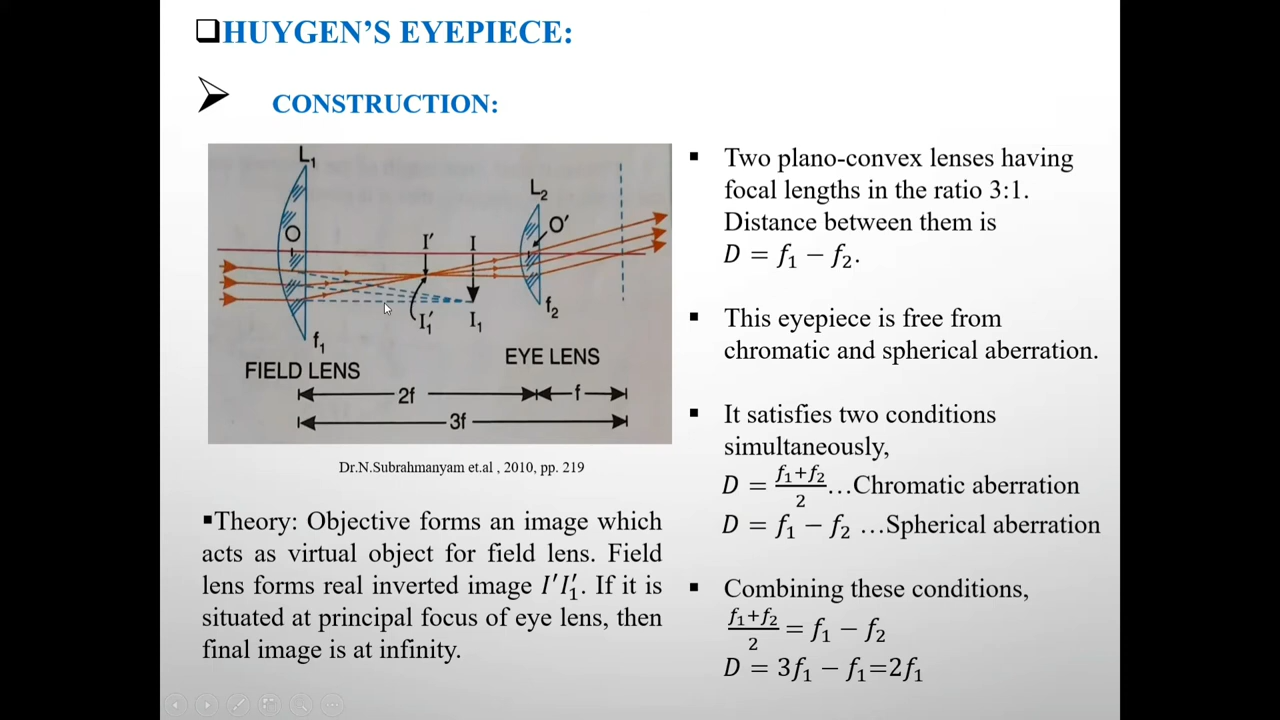 HUYGEN'S EYEPIECE:
CONSTRUCTION:
L₁
O
I'
I
L₂
O'
I₁'
I₁
f₂
f₁
FIELD LENS
EYE LENS
2f
f
3f
Dr.N.Subrahmanyam et.al , 2010, pp. 219
▪Theory: Objective forms an image which
acts as virtual object for field lens. Field
lens forms real inverted image I′I₁′. If it is
situated at principal focus of eye lens, then
final image is at infinity.
▪ Two plano-convex lenses having
focal lengths in the ratio 3:1.
Distance between them is
D = f₁ − f₂.
▪ This eyepiece is free from
chromatic and spherical aberration.
▪ It satisfies two conditions
simultaneously,
D = (f₁+f₂)/2 …Chromatic aberration
D = f₁ − f₂ …Spherical aberration
▪ Combining these conditions,
(f₁+f₂)/2 = f₁ − f₂
D = 3f₁ − f₁=2f₁